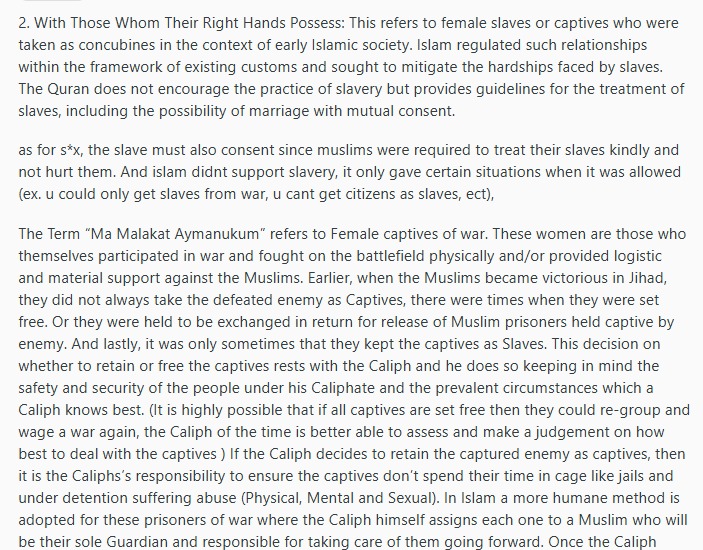 2. With Those Whom Their Right Hands Possess: This refers to female slaves or captives who were
taken as concubines in the context of early Islamic society. Islam regulated such relationships
within the framework of existing customs and sought to mitigate the hardships faced by slaves.
The Quran does not encourage the practice of slavery but provides guidelines for the treatment of
slaves, including the possibility of marriage with mutual consent.
as for s*x, the slave must also consent since muslims were required to treat their slaves kindly and
not hurt them. And islam didnt support slavery, it only gave certain situations when it was allowed
(ex. u could only get slaves from war, u cant get citizens as slaves, ect),
The Term “Ma Malakat Aymanukum” refers to Female captives of war. These women are those who
themselves participated in war and fought on the battlefield physically and/or provided logistic
and material support against the Muslims. Earlier, when the Muslims became victorious in Jihad,
they did not always take the defeated enemy as Captives, there were times when they were set
free. Or they were held to be exchanged in return for release of Muslim prisoners held captive by
enemy. And lastly, it was only sometimes that they kept the captives as Slaves. This decision on
whether to retain or free the captives rests with the Caliph and he does so keeping in mind the
safety and security of the people under his Caliphate and the prevalent circumstances which a
Caliph knows best. (It is highly possible that if all captives are set free then they could re-group and
wage a war again, the Caliph of the time is better able to assess and make a judgement on how
best to deal with the captives ) If the Caliph decides to retain the captured enemy as captives, then
it is the Caliphs’s responsibility to ensure the captives don’t spend their time in cage like jails and
under detention suffering abuse (Physical, Mental and Sexual). In Islam a more humane method is
adopted for these prisoners of war where the Caliph himself assigns each one to a Muslim who will
be their sole Guardian and responsible for taking care of them going forward. Once the Caliph